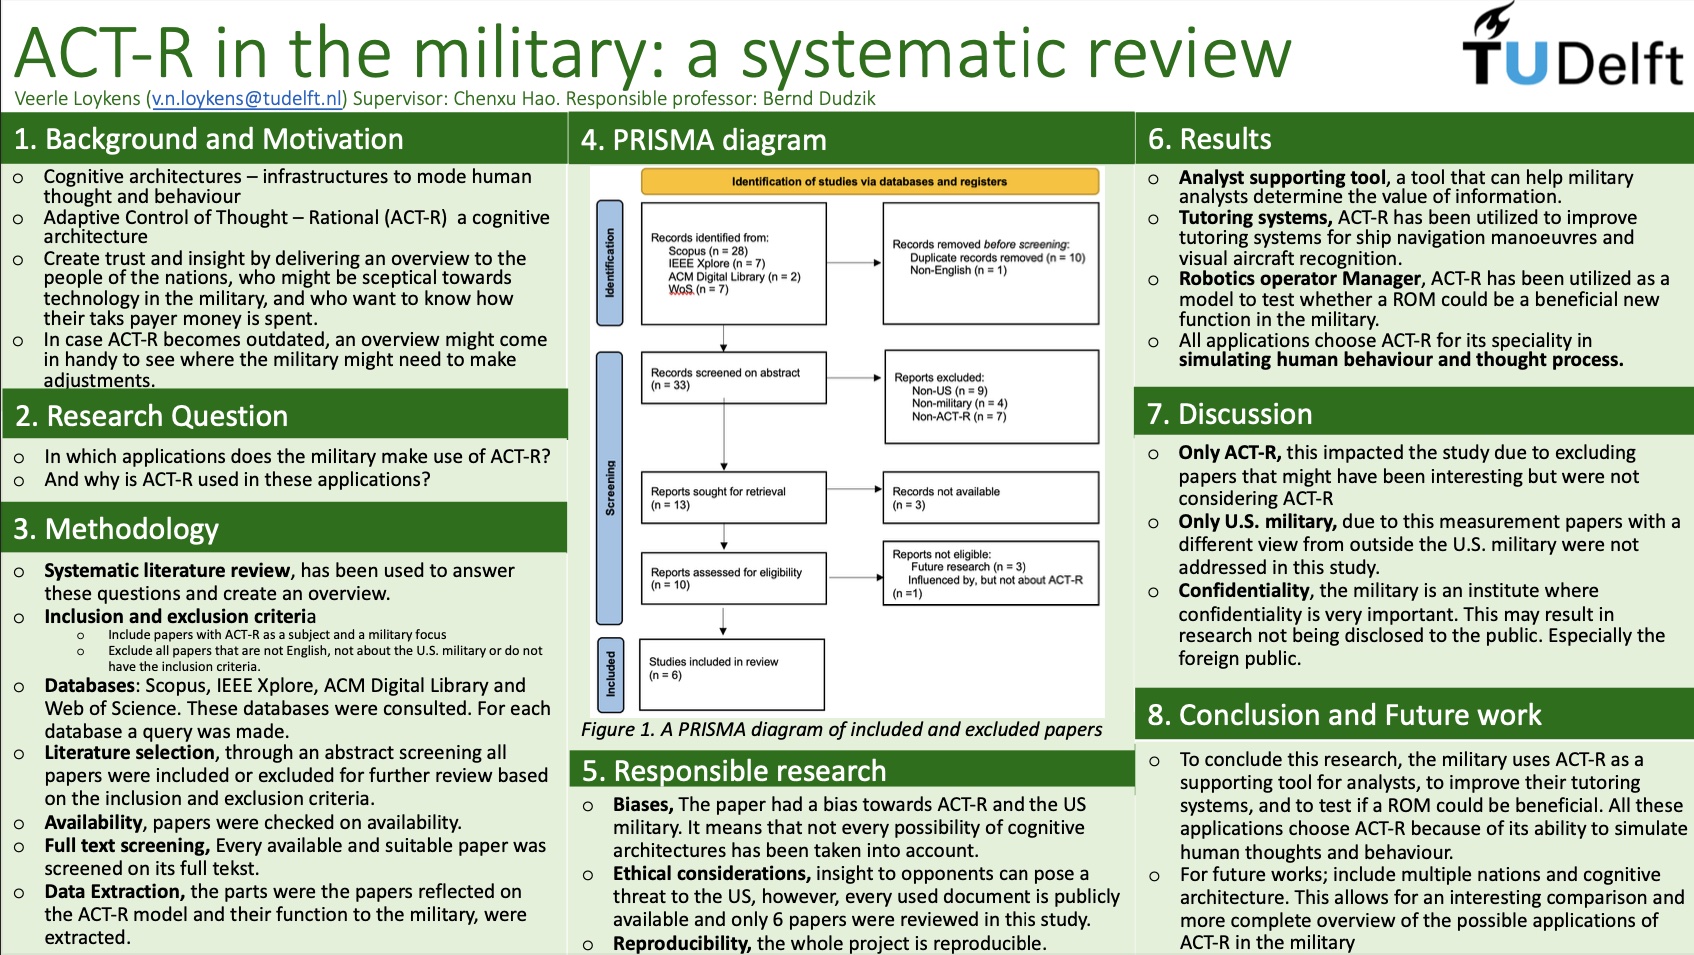 ACT-R in the military: a systematic review
TUDelft
Veerle Loykens (v.n.loykens@tudelft.nl) Supervisor: Chenxu Hao. Responsible professor: Bernd Dudzik
1. Background and Motivation
o Cognitive architectures – infrastructures to mode human
thought and behaviour
o Adaptive Control of Thought – Rational (ACT-R) a cognitive
architecture
o Create trust and insight by delivering an overview to the
people of the nations, who might be sceptical towards
technology in the military, and who want to know how
their taks payer money is spent.
o In case ACT-R becomes outdated, an overview might come
in handy to see where the military might need to make
adjustments.
2. Research Question
o In which applications does the military make use of ACT-R?
o And why is ACT-R used in these applications?
3. Methodology
o Systematic literature review, has been used to answer
these questions and create an overview.
o Inclusion and exclusion criteria
o Include papers with ACT-R as a subject and a military focus
o Exclude all papers that are not English, not about the U.S. military or do not
have the inclusion criteria.
o Databases: Scopus, IEEE Xplore, ACM Digital Library and
Web of Science. These databases were consulted. For each
database a query was made.
o Literature selection, through an abstract screening all
papers were included or excluded for further review based
on the inclusion and exclusion criteria.
o Availability, papers were checked on availability.
o Full text screening, Every available and suitable paper was
screened on its full tekst.
o Data Extraction, the parts were the papers reflected on
the ACT-R model and their function to the military, were
extracted.
4. PRISMA diagram
Identification of studies via databases and registers
Identification
Records identified from:
Scopus (n = 28)
IEEE Xplore (n = 7)
ACM Digital Library (n = 2)
WoS (n = 7)
Records removed before screening:
Duplicate records removed (n = 10)
Non-English (n = 1)
Screening
Records screened on abstract
(n = 33)
Reports excluded:
Non-US (n = 9)
Non-military (n = 4)
Non-ACT-R (n = 7)
Reports sought for retrieval
(n = 13)
Records not available
(n = 3)
Reports assessed for eligibility
(n = 10)
Reports not eligible:
Future research (n = 3)
Influenced by, but not about ACT-R
(n =1)
Included
Studies included in review
(n = 6)
Figure 1. A PRISMA diagram of included and excluded papers
5. Responsible research
o Biases, The paper had a bias towards ACT-R and the US
military. It means that not every possibility of cognitive
architectures has been taken into account.
o Ethical considerations, insight to opponents can pose a
threat to the US, however, every used document is publicly
available and only 6 papers were reviewed in this study.
o Reproducibility, the whole project is reproducible.
6. Results
o Analyst supporting tool, a tool that can help military
analysts determine the value of information.
o Tutoring systems, ACT-R has been utilized to improve
tutoring systems for ship navigation manoeuvres and
visual aircraft recognition.
o Robotics operator Manager, ACT-R has been utilized as a
model to test whether a ROM could be a beneficial new
function in the military.
o All applications choose ACT-R for its speciality in
simulating human behaviour and thought process.
7. Discussion
o Only ACT-R, this impacted the study due to excluding
papers that might have been interesting but were not
considering ACT-R
o Only U.S. military, due to this measurement papers with a
different view from outside the U.S. military were not
addressed in this study.
o Confidentiality, the military is an institute where
confidentiality is very important. This may result in
research not being disclosed to the public. Especially the
foreign public.
8. Conclusion and Future work
o To conclude this research, the military uses ACT-R as a
supporting tool for analysts, to improve their tutoring
systems, and to test if a ROM could be beneficial. All these
applications choose ACT-R because of its ability to simulate
human thoughts and behaviour.
o For future works; include multiple nations and cognitive
architecture. This allows for an interesting comparison and
more complete overview of the possible applications of
ACT-R in the military